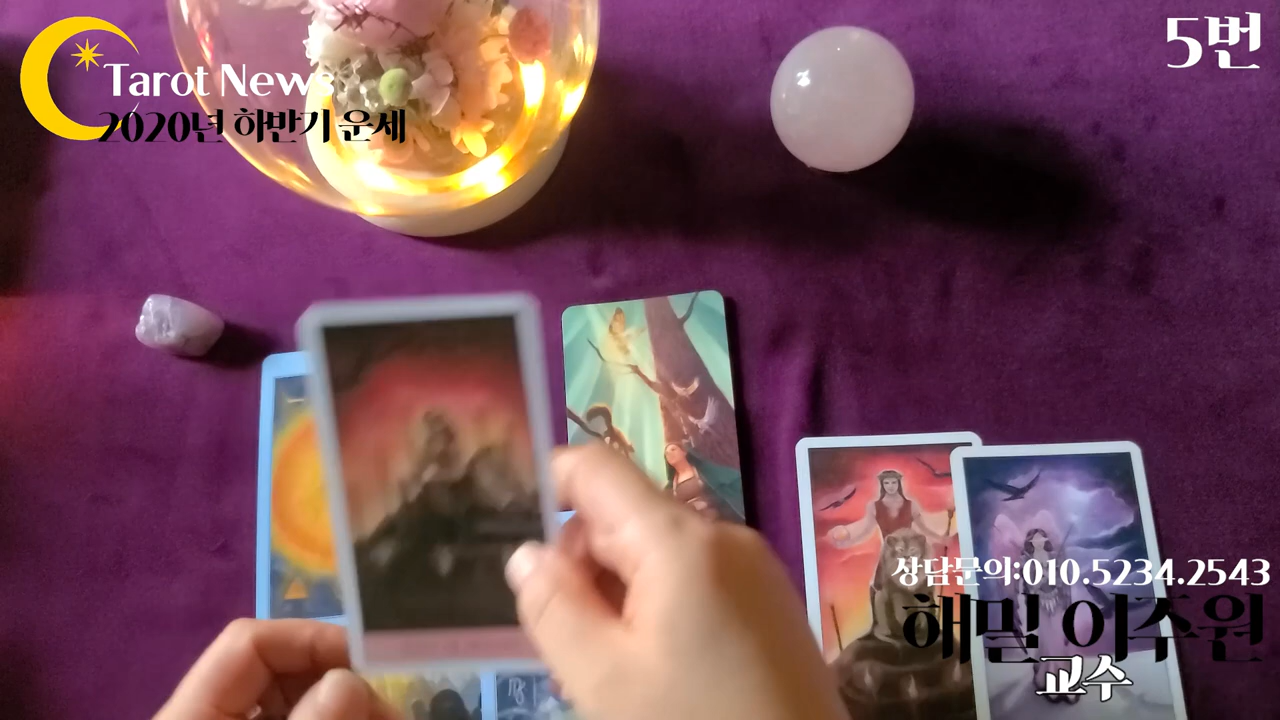 5번
Tarot News
2020년 하반기 운세
상담문의:010.5234.2543
해밀 이주원
교수